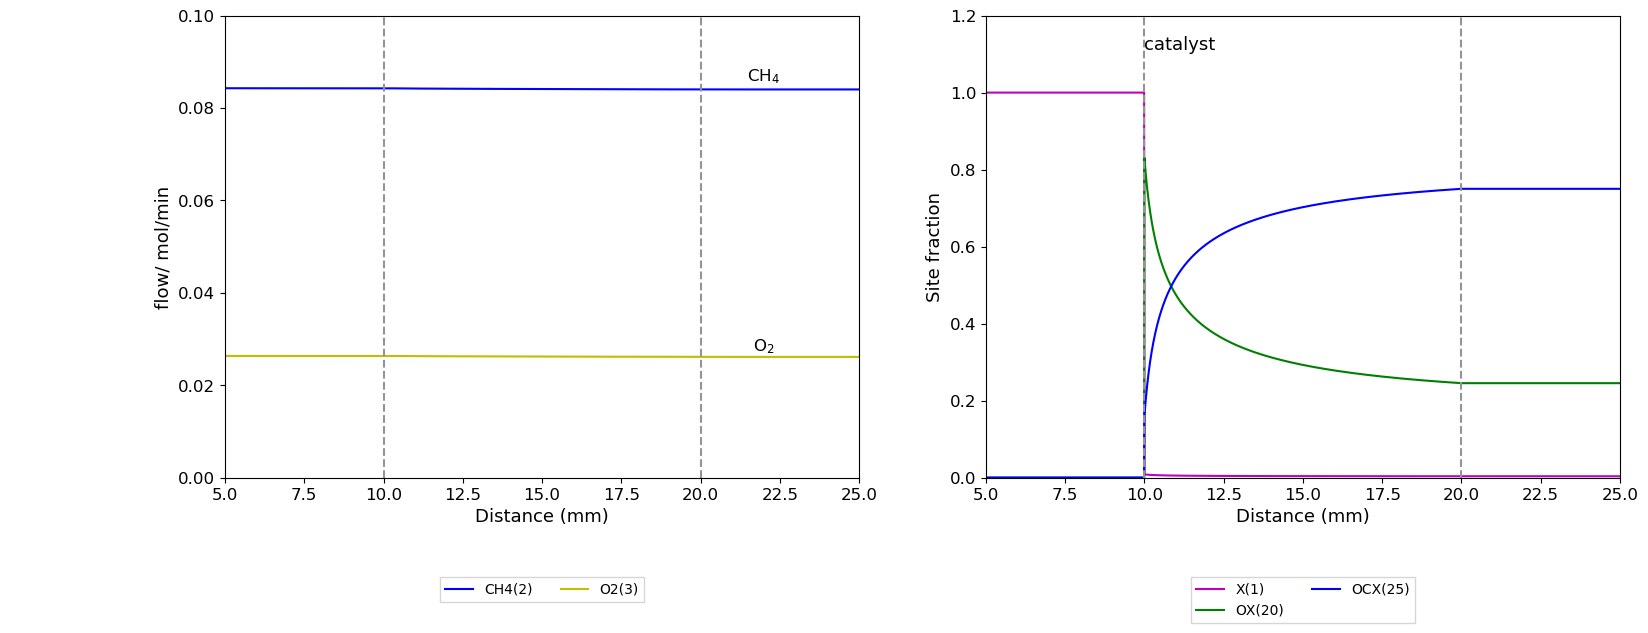 0.10
0.08
0.06
0.04
0.02
0.00
flow/ mol/min
CH4
O2
5.0 7.5 10.0 12.5 15.0 17.5 20.0 22.5 25.0
Distance (mm)
CH4(2) O2(3)
1.2
1.0
0.8
0.6
0.4
0.2
0.0
Site fraction
catalyst
5.0 7.5 10.0 12.5 15.0 17.5 20.0 22.5 25.0
Distance (mm)
X(1) OCX(25)
OX(20)